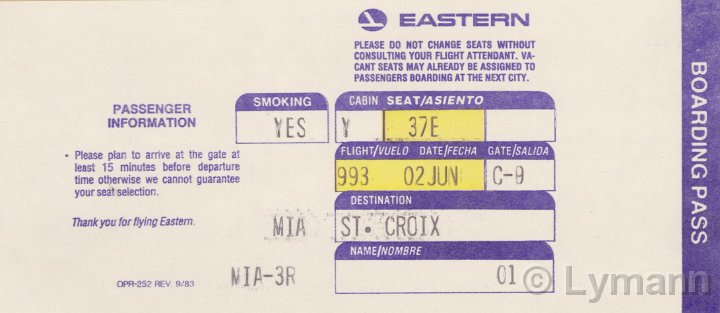 EASTERN
PLEASE DO NOT CHANGE SEATS WITHOUT
CONSULTING YOUR FLIGHT ATTENDANT. VA-
CANT SEATS MAY ALREADY BE ASSIGNED TO
PASSENGERS BOARDING AT THE NEXT CITY.
PASSENGER
INFORMATION
• Please plan to arrive at the gate at
least 15 minutes before departure
time otherwise we cannot guarantee
your seat selection.
Thank you for flying Eastern.
SMOKING CABIN SEAT/ASIENTO
YES Y 37E
FLIGHT/VUELO DATE/FECHA GATE/SALIDA
993 02JUN C-9
DESTINATION
MIA ST. CROIX
NAME/NOMBRE
MIA-3R 01
OPR-252 REV. 9/83
BOARDING PASS
© Lymann